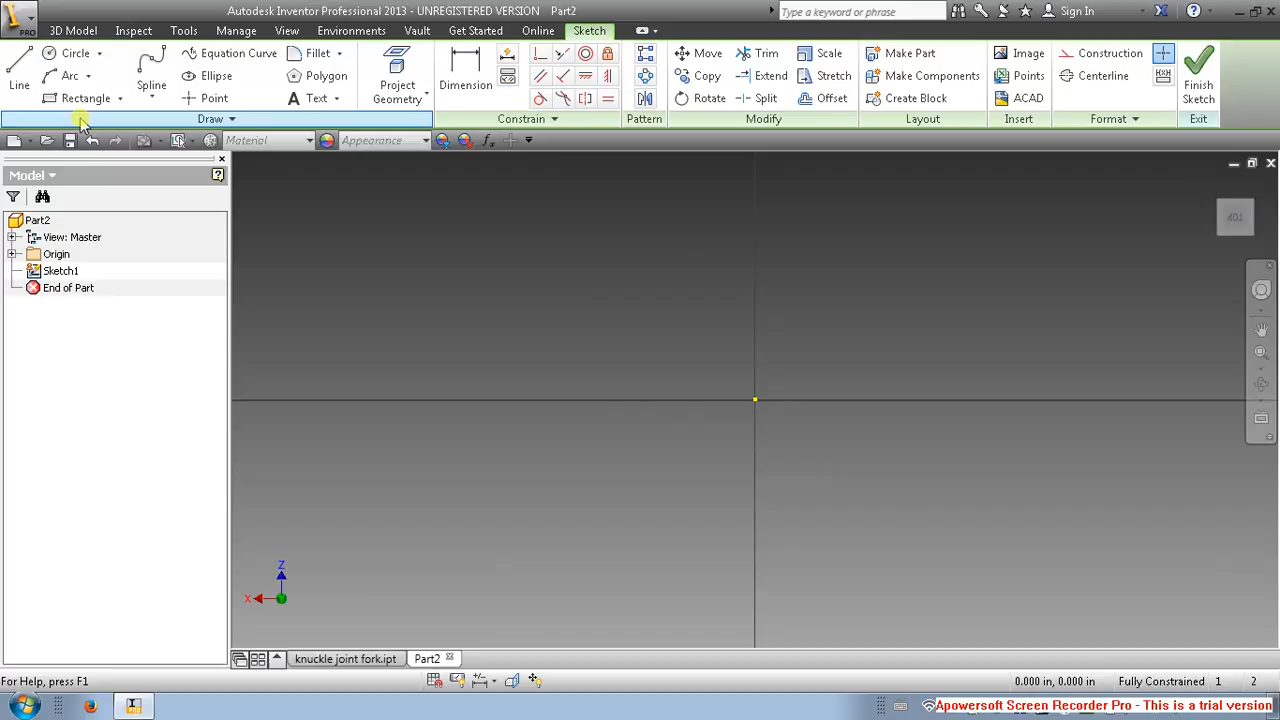 Autodesk Inventor Professional 2013 - UNREGISTERED VERSION Part2
Type a keyword or phrase
Sign In
PRO
3D Model Inspect Tools Manage View Environments Vault Get Started Online Sketch
Line
Circle
Arc
Rectangle
Spline
Equation Curve
Ellipse
Point
Fillet
Polygon
Text
Project Geometry
Dimension
Move
Copy
Rotate
Trim
Extend
Split
Scale
Stretch
Offset
Make Part
Make Components
Create Block
Image
Points
ACAD
Construction
Centerline
Finish Sketch
Draw Constrain Pattern Modify Layout Insert Format Exit
Material Appearance
Model
Part2
View: Master
Origin
Sketch1
End of Part
TOP
Z
X
knuckle joint fork.ipt Part2
For Help, press F1
0.000 in, 0.000 in Fully Constrained 1 2
Apowersoft Screen Recorder Pro - This is a trial version